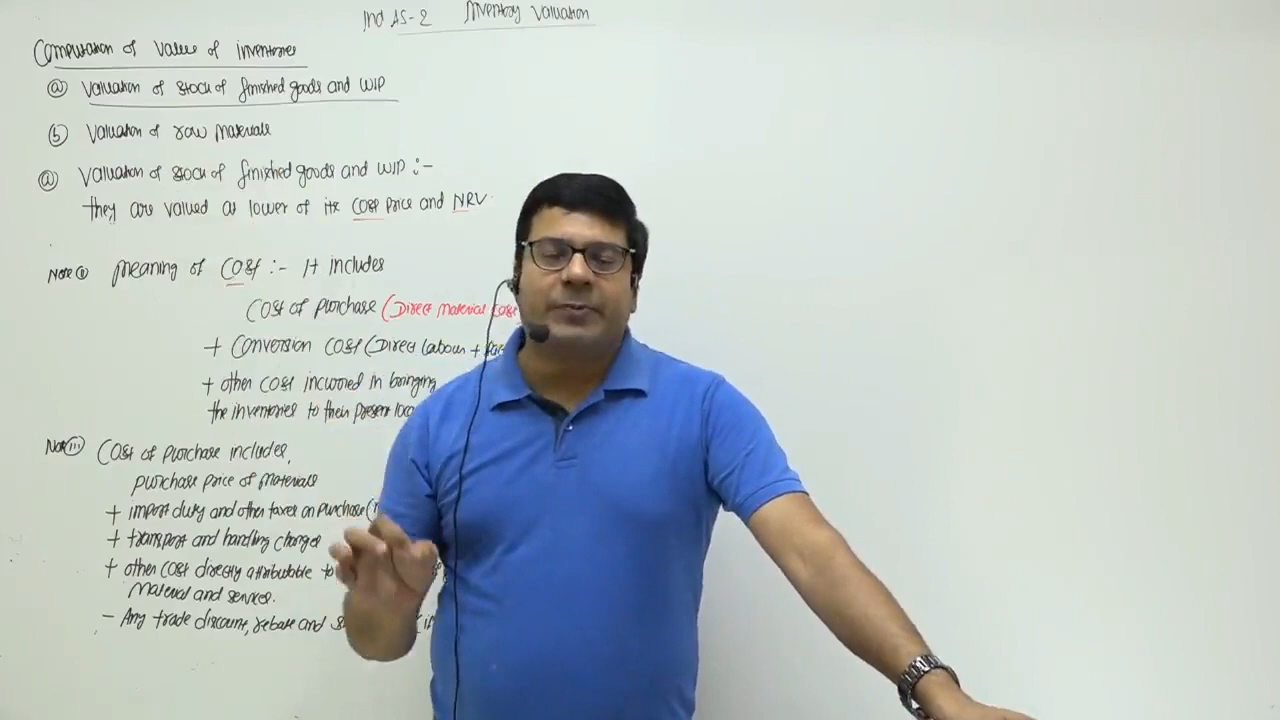 Ind AS-2 Inventory Valuation
Computation of value of inventories
(a) Valuation of stock of finished goods and WIP
(b) Valuation of raw materials
(a) Valuation of stock of finished goods and WIP :-
they are valued at lower of its cost price and NRV.
Note (i) Meaning of Cost :- It includes
Cost of purchase (Direct material cost
+ Conversion cost (Direct labour +
+ other cost incurred in bringing
the inventories to their present
Note (ii) Cost of purchase includes,
purchase price of materials
+ import duty and other taxes on purchase (
+ transport and handling charges
+ other cost directly attributable to
material and services.
- Any trade discount, rebate and